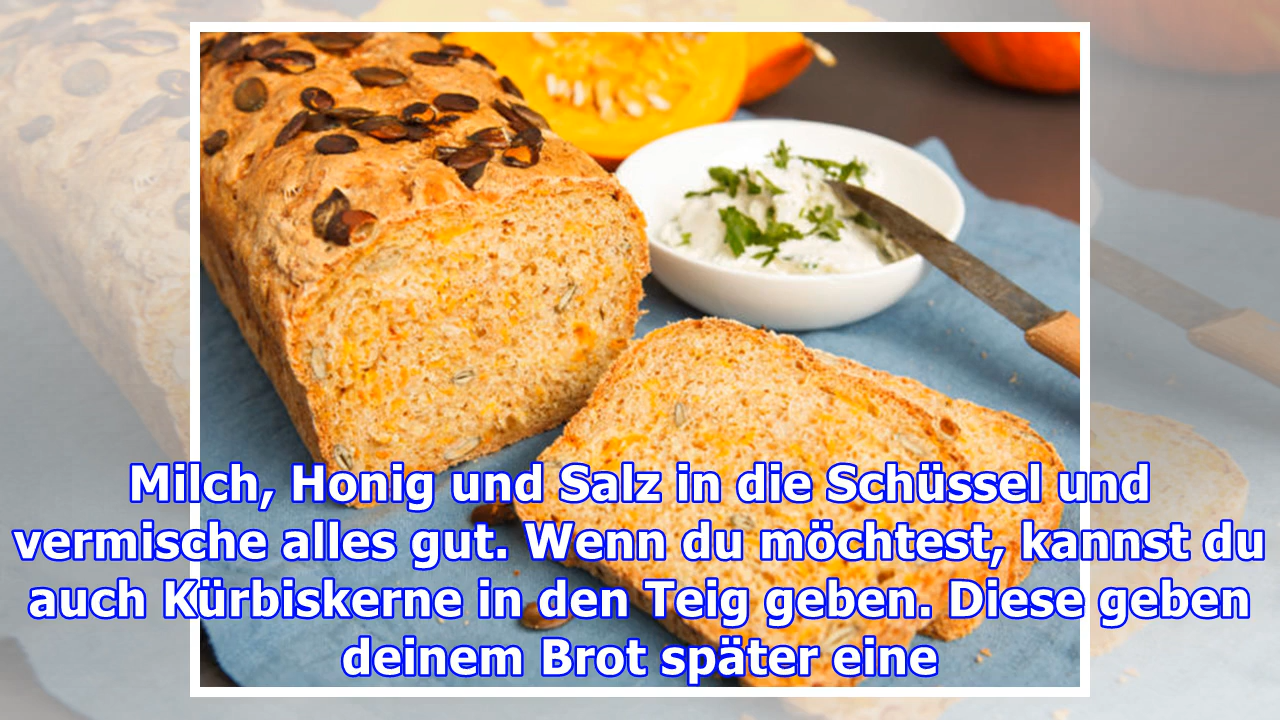 Milch, Honig und Salz in die Schüssel und
vermische alles gut. Wenn du möchtest, kannst du
auch Kürbiskerne in den Teig geben. Diese geben
deinem Brot später eine